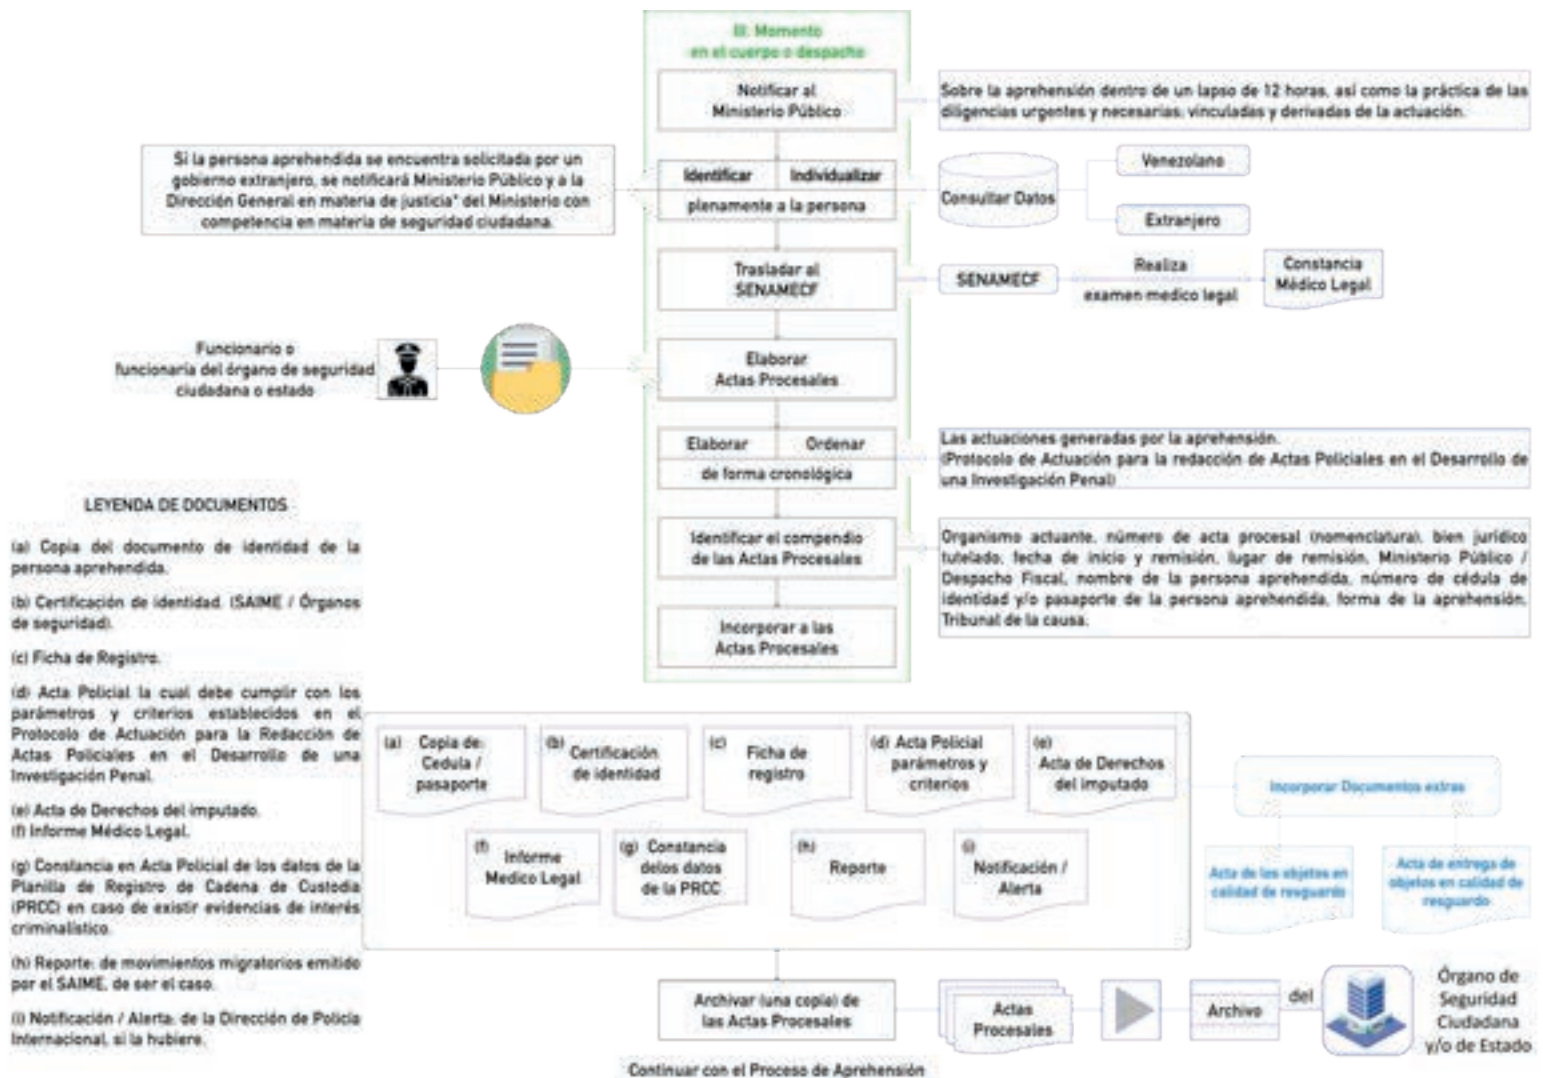 III. Momento
en el cuerpo o despacho
Notificar al
Ministerio Público
Sobre la aprehensión dentro de un lapso de 12 horas, así como la práctica de las
diligencias urgentes y necesarias, vinculadas y derivadas de la actuación.
Si la persona aprehendida se encuentra solicitada por un
gobierno extranjero, se notificará Ministerio Público y a la
Dirección General en materia de justicia* del Ministerio con
competencia en materia de seguridad ciudadana.
Identificar
Individualizar
plenamente a la persona
Consultar Datos
Venezolano
Extranjero
Trasladar al
SENAMECF
SENAMECF
Realiza
examen medico legal
Constancia
Médico Legal
Funcionario o
funcionaria del órgano de seguridad
ciudadana o estado
Elaborar
Actas Procesales
Elaborar
Ordenar
de forma cronológica
Las actuaciones generadas por la aprehensión.
(Protocolo de Actuación para la redacción de Actas Policiales en el Desarrollo de
una Investigación Penal)
Identificar el compendio
de las Actas Procesales
Organismo actuante, número de acta procesal (nomenclatura), bien jurídico
tutelado, fecha de inicio y remisión, lugar de remisión, Ministerio Público /
Despacho Fiscal, nombre de la persona aprehendida, número de cédula de
identidad y/o pasaporte de la persona aprehendida, forma de la aprehensión,
Tribunal de la causa.
Incorporar a las
Actas Procesales
LEYENDA DE DOCUMENTOS
(a) Copia del documento de identidad de la
persona aprehendida.
(b) Certificación de identidad. (SAIME / Órganos
de seguridad).
(c) Ficha de Registro.
(d) Acta Policial la cual debe cumplir con los
parámetros y criterios establecidos en el
Protocolo de Actuación para la Redacción de
Actas Policiales en el Desarrollo de una
Investigación Penal.
(e) Acta de Derechos del imputado.
(f) Informe Médico Legal.
(g) Constancia en Acta Policial de los datos de la
Planilla de Registro de Cadena de Custodia
(PRCC) en caso de existir evidencias de interés
criminalístico.
(h) Reporte: de movimientos migratorios emitido
por el SAIME, de ser el caso.
(i) Notificación / Alerta: de la Dirección de Policía
Internacional, si la hubiere.
(a) Copia de:
Cedula /
pasaporte
(b) Certificación
de identidad
(c) Ficha de
registro
(d) Acta Policial
parámetros y
criterios
(e)
Acta de Derechos
del imputado
(f) Informe
Medico Legal
(g) Constancia
delos datos
de la PRCC
(h)
Reporte
(i)
Notificación /
Alerta
Incorporar Documentos extras
Acta de los objetos en
calidad de resguardo
Acta de entrega de
objetos en calidad de
resguardo
Archivar (una copia) de
las Actas Procesales
Actas
Procesales
Archivo
del
Órgano de
Seguridad
Ciudadana
y/o de Estado
Continuar con el Proceso de Aprehensión